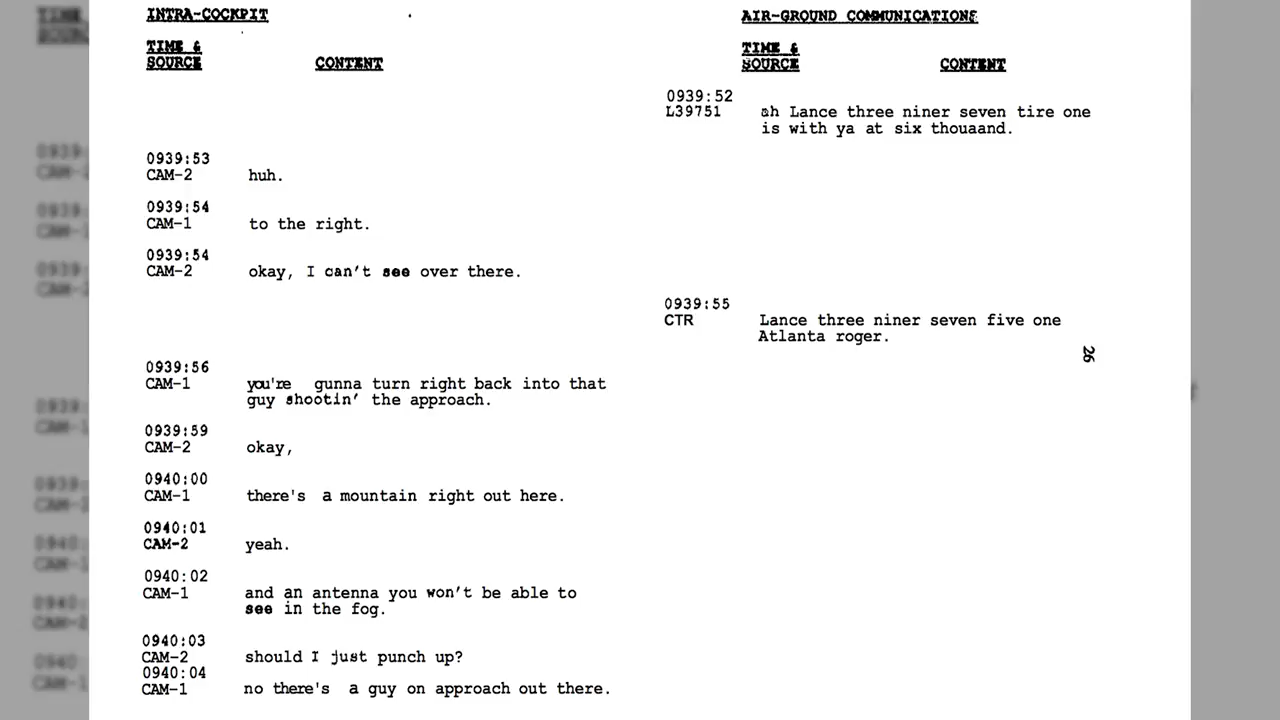 INTRA-COCKPIT
TIME &
SOURCE CONTENT
0939:53
CAM-2 huh.
0939:54
CAM-1 to the right.
0939:54
CAM-2 okay, I can't see over there.
0939:56
CAM-1 you're gunna turn right back into that
guy shootin' the approach.
0939:59
CAM-2 okay,
0940:00
CAM-1 there's a mountain right out here.
0940:01
CAM-2 yeah.
0940:02
CAM-1 and an antenna you won't be able to
see in the fog.
0940:03
CAM-2 should I just punch up?
0940:04
CAM-1 no there's a guy on approach out there.
AIR-GROUND COMMUNICATIONS
TIME &
SOURCE CONTENT
0939:52
L39751 ah Lance three niner seven tire one
is with ya at six thouaand.
0939:55
CTR Lance three niner seven five one
Atlanta roger.
26